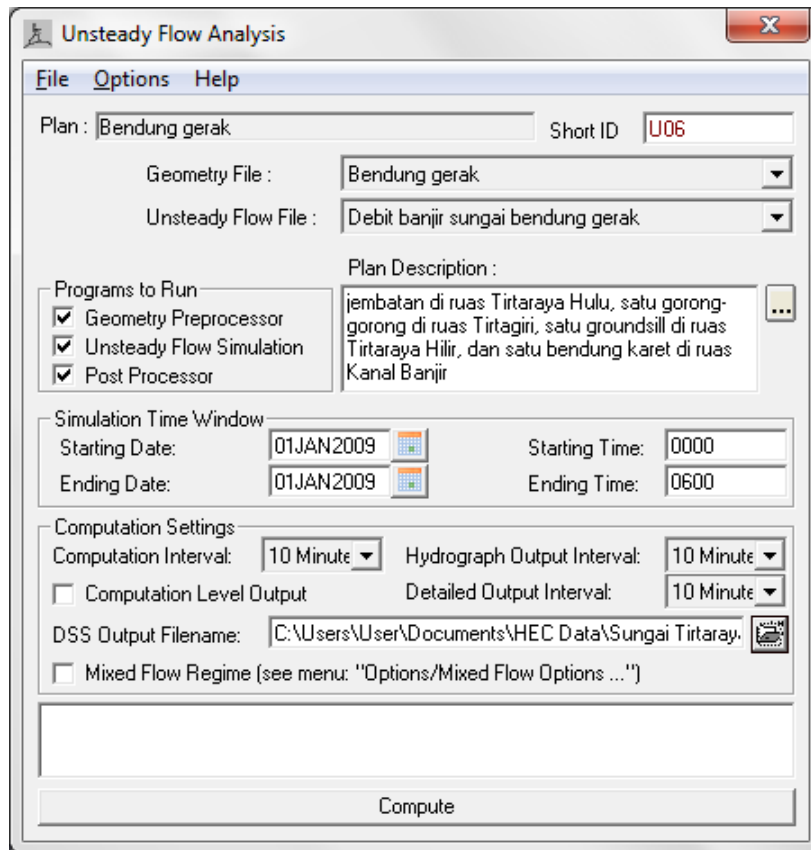 Unsteady Flow Analysis
File Options Help
Plan : Bendung gerak Short ID U06
Geometry File : Bendung gerak
Unsteady Flow File : Debit banjir sungai bendung gerak
Plan Description :
Programs to Run
Geometry Preprocessor
Unsteady Flow Simulation
Post Processor
jembatan di ruas Tirtaraya Hulu, satu gorong-
gorong di ruas Tirtagiri, satu groundsill di ruas
Tirtaraya Hilir, dan satu bendung karet di ruas
Kanal Banjir
...
Simulation Time Window
Starting Date: 01JAN2009 Starting Time: 0000
Ending Date: 01JAN2009 Ending Time: 0600
Computation Settings
Computation Interval: 10 Minute Hydrograph Output Interval: 10 Minute
Computation Level Output Detailed Output Interval: 10 Minute
DSS Output Filename: C:\Users\User\Documents\HEC Data\Sungai Tirtaraya
Mixed Flow Regime (see menu: "Options/Mixed Flow Options ...")
Compute